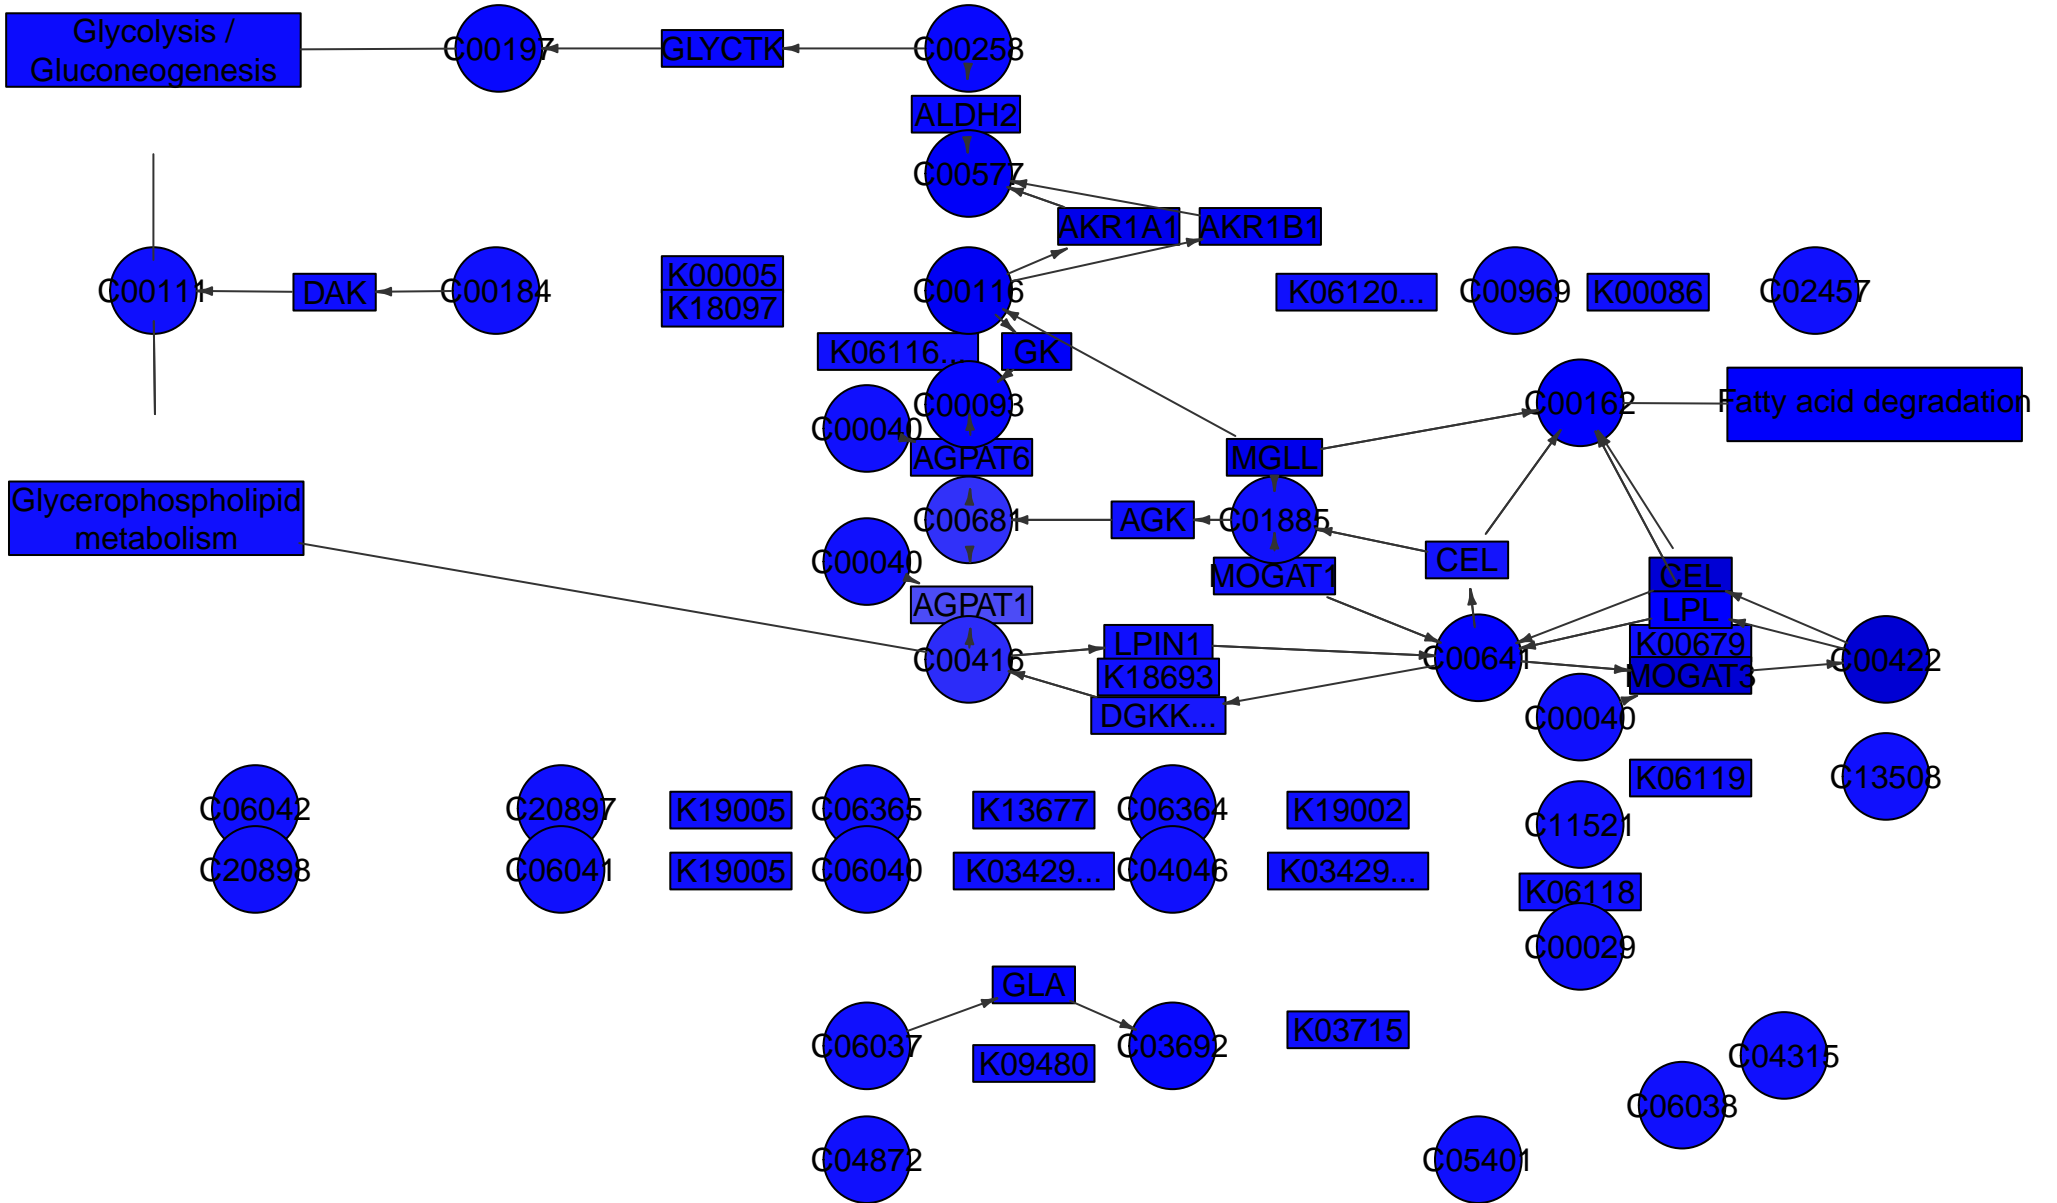 Glycolysis /
Gluconeogenesis
C00197
GLYCTK
C00258
ALDH2
C00577
AKR1A1
AKR1B1
C00111
DAK
C00184
K00005
K18097
C00116
K06120...
C00969
K00086
C02457
K06116...
GK
C00093
C00162
Fatty acid degradation
C00040
AGPAT6
MGLL
Glycerophospholipid
metabolism
C00681
AGK
C01885
C00040
MOGAT1
CEL
CEL
AGPAT1
LPL
C00416
LPIN1
K18693
DGKK...
C00641
K00679
MOGAT3
C00422
C00040
K06119
C13508
C06042
C20897
K19005
C06365
K13677
C06364
K19002
C11521
C20898
C06041
K19005
C06040
K03429...
C04046
K03429...
K06118
C00029
GLA
C06037
K09480
C03692
K03715
C04315
C06038
C04872
C05401